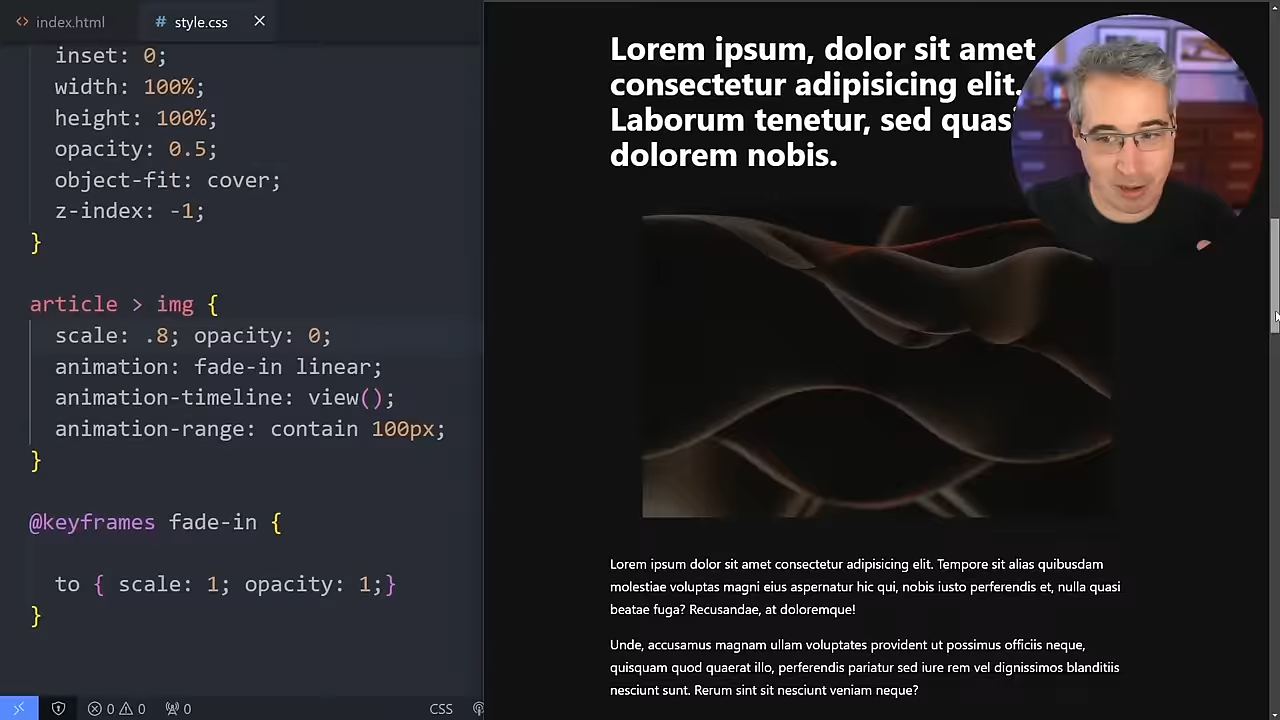 index.html
style.css
inset: 0;
width: 100%;
height: 100%;
opacity: 0.5;
object-fit: cover;
z-index: -1;
}
article > img {
scale: .8; opacity: 0;
animation: fade-in linear;
animation-timeline: view();
animation-range: contain 100px;
}
@keyframes fade-in {
to { scale: 1; opacity: 1;}
}
0 0 0 CSS
Lorem ipsum, dolor sit amet
consectetur adipisicing elit.
Laborum tenetur, sed quasi
dolorem nobis.
Lorem ipsum dolor sit amet consectetur adipisicing elit. Tempore sit alias quibusdam
molestiae voluptas magni eius aspernatur hic qui, nobis iusto perferendis et, nulla quasi
beatae fuga? Recusandae, at doloremque!
Unde, accusamus magnam ullam voluptates provident ut possimus officiis neque,
quisquam quod quaerat illo, perferendis pariatur sed iure rem vel dignissimos blanditiis
nesciunt sunt. Rerum sint sit nesciunt veniam neque?